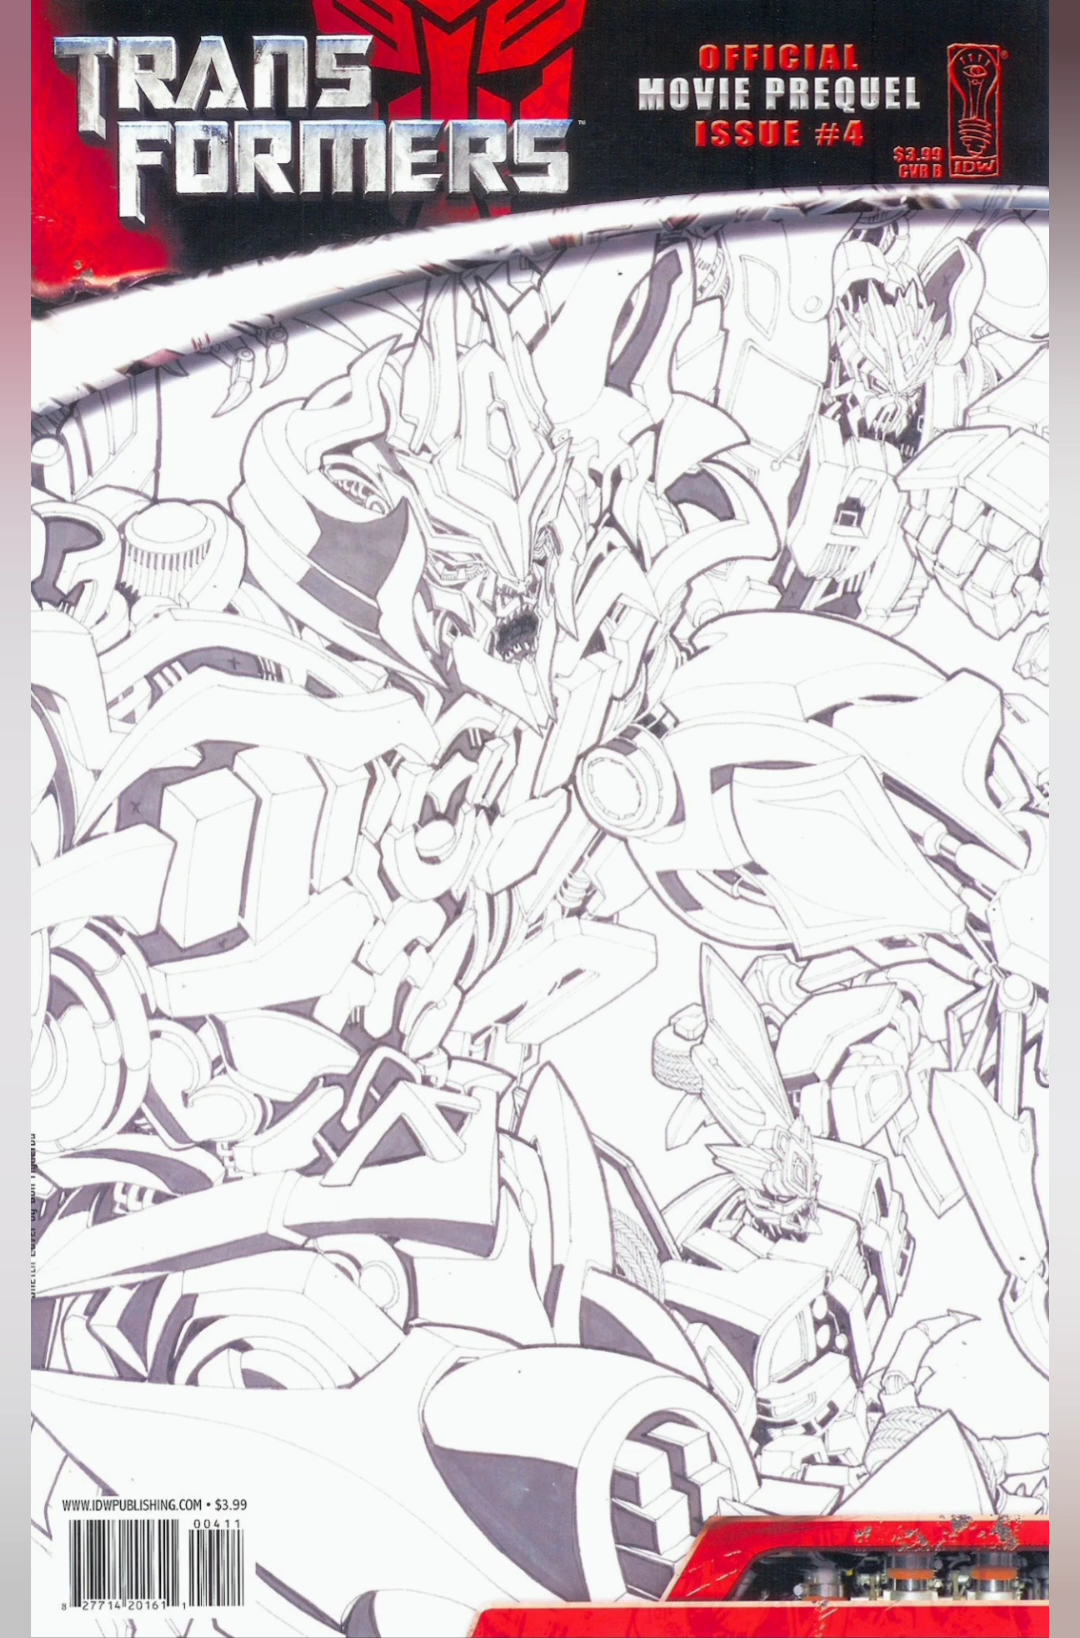 TRANS
FORMERS™
OFFICIAL
MOVIE PREQUEL
ISSUE #4
$3.99
CVR B
IDW®
WWW.IDWPUBLISHING.COM • $3.99
00411
8 27714 20161 1